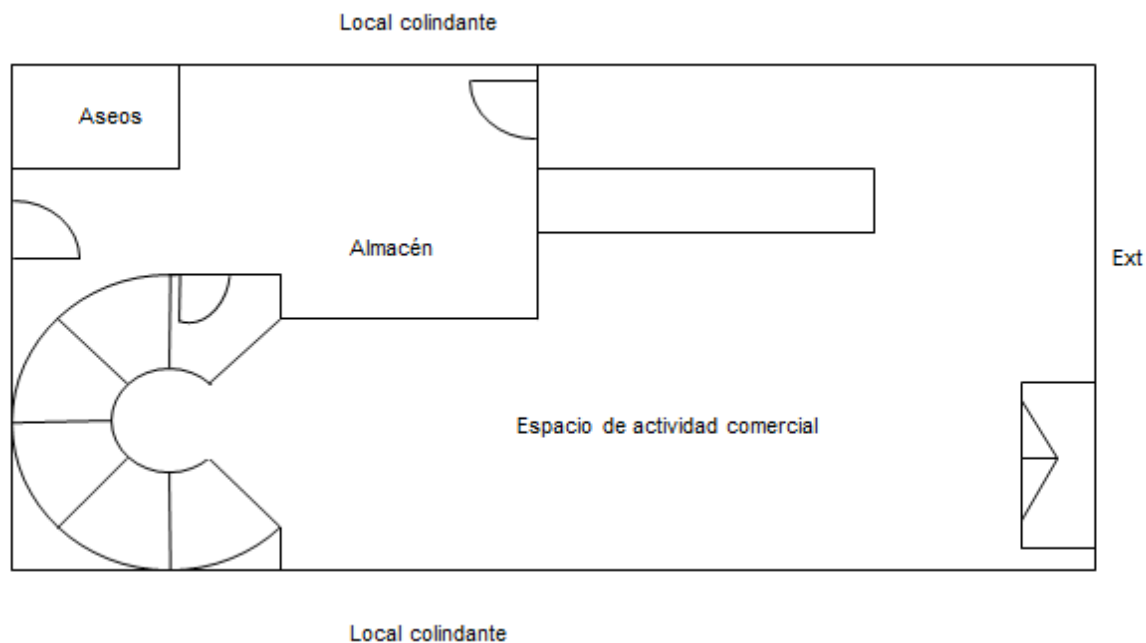 Local colindante
Aseos
Almacén
Ext
Espacio de actividad comercial
Local colindante